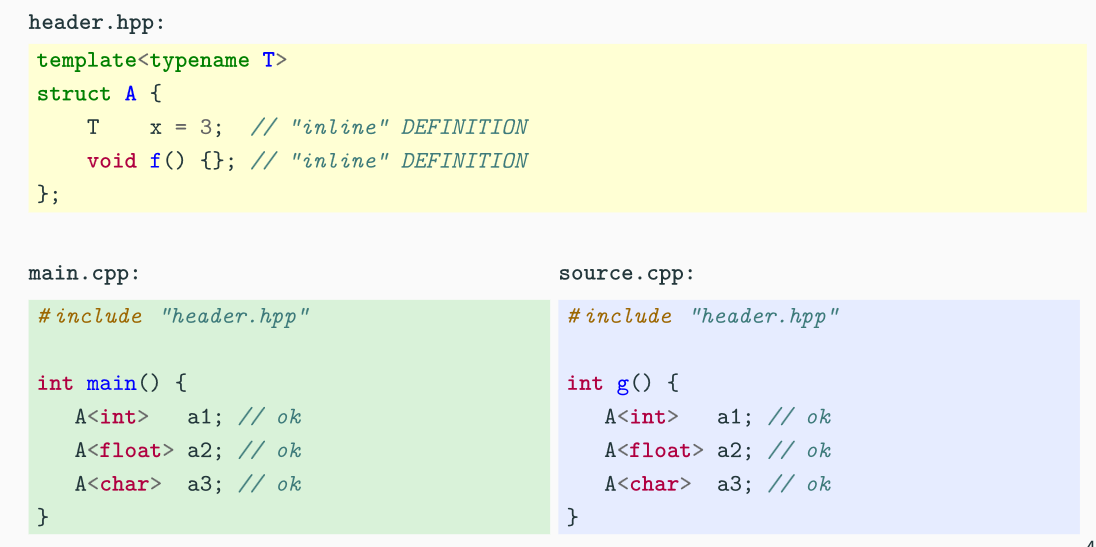 header.hpp:
template<typename T>
struct A {
    T    x = 3;  // "inline" DEFINITION
    void f() {}; // "inline" DEFINITION
};
main.cpp:
#include "header.hpp"
int main() {
   A<int>   a1; // ok
   A<float> a2; // ok
   A<char>  a3; // ok
}
source.cpp:
#include "header.hpp"
int g() {
   A<int>   a1; // ok
   A<float> a2; // ok
   A<char>  a3; // ok
}